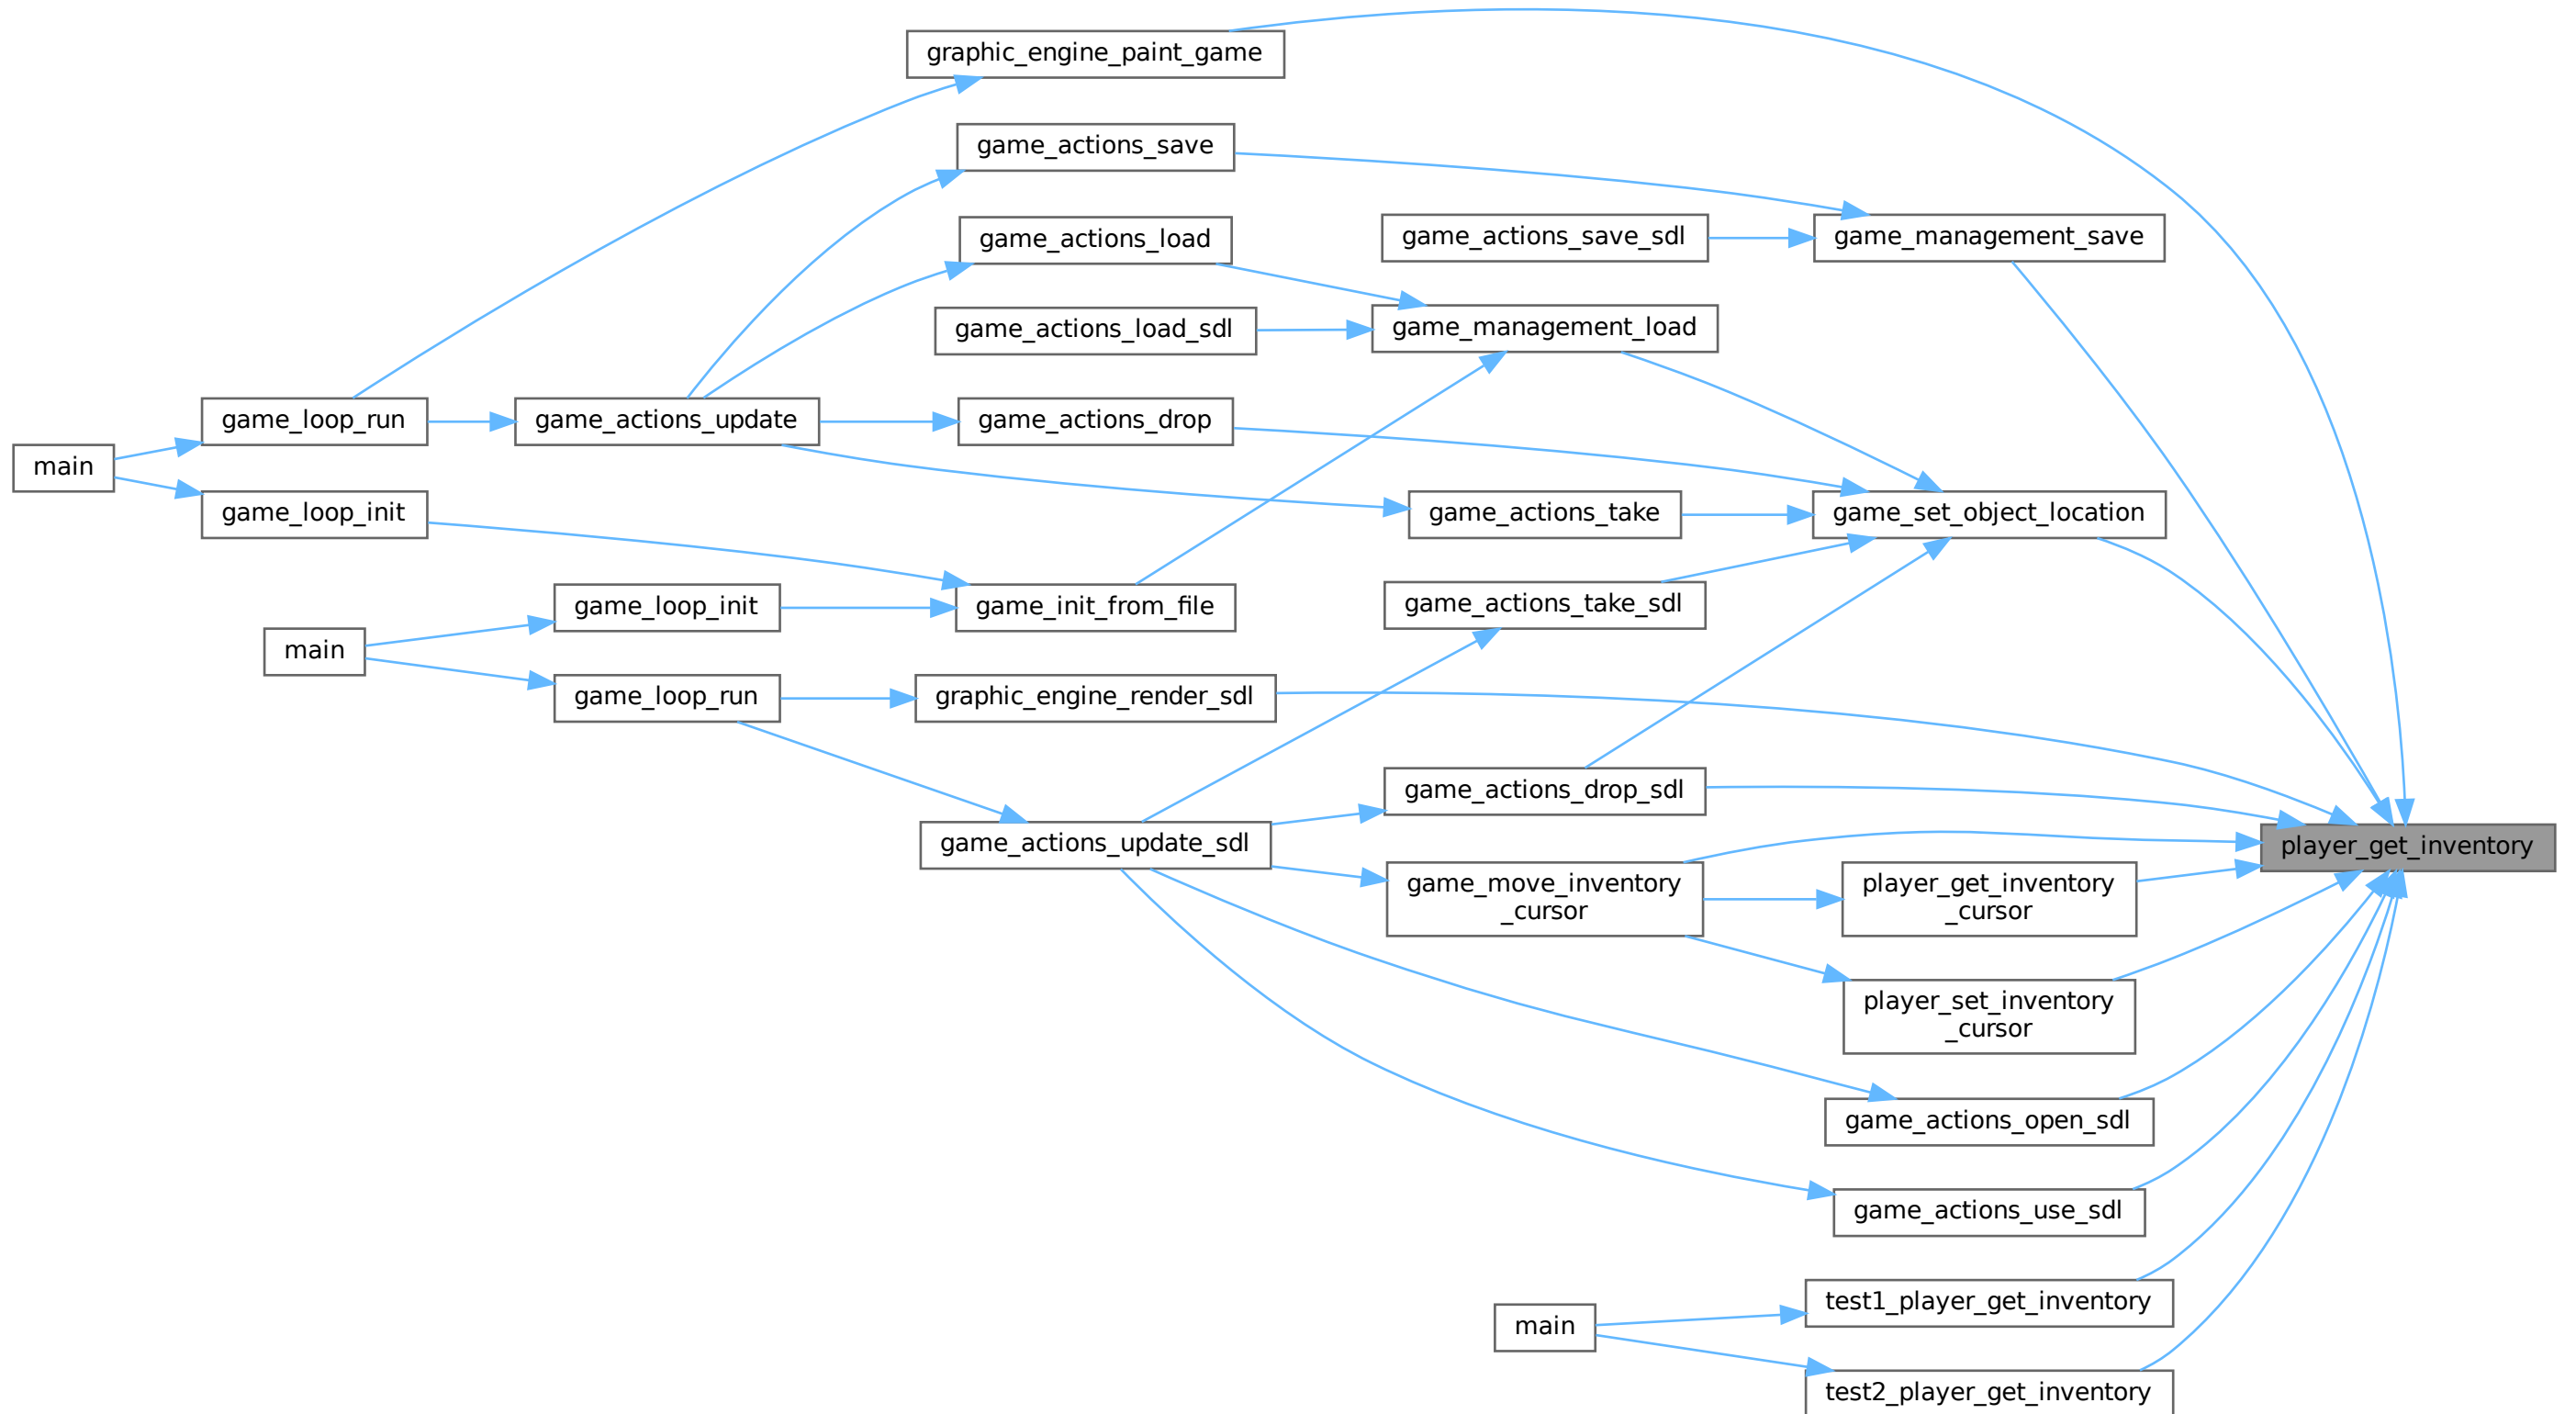 graphic_engine_paint_game
game_actions_save
game_actions_load
game_actions_save_sdl
game_management_save
game_actions_load_sdl
game_management_load
game_loop_run
game_actions_update
game_actions_drop
main
game_loop_init
game_actions_take
game_set_object_location
game_loop_init
game_init_from_file
game_actions_take_sdl
main
game_loop_run
graphic_engine_render_sdl
game_actions_drop_sdl
game_actions_update_sdl
player_get_inventory
game_move_inventory
_cursor
player_get_inventory
_cursor
player_set_inventory
_cursor
game_actions_open_sdl
game_actions_use_sdl
test1_player_get_inventory
main
test2_player_get_inventory